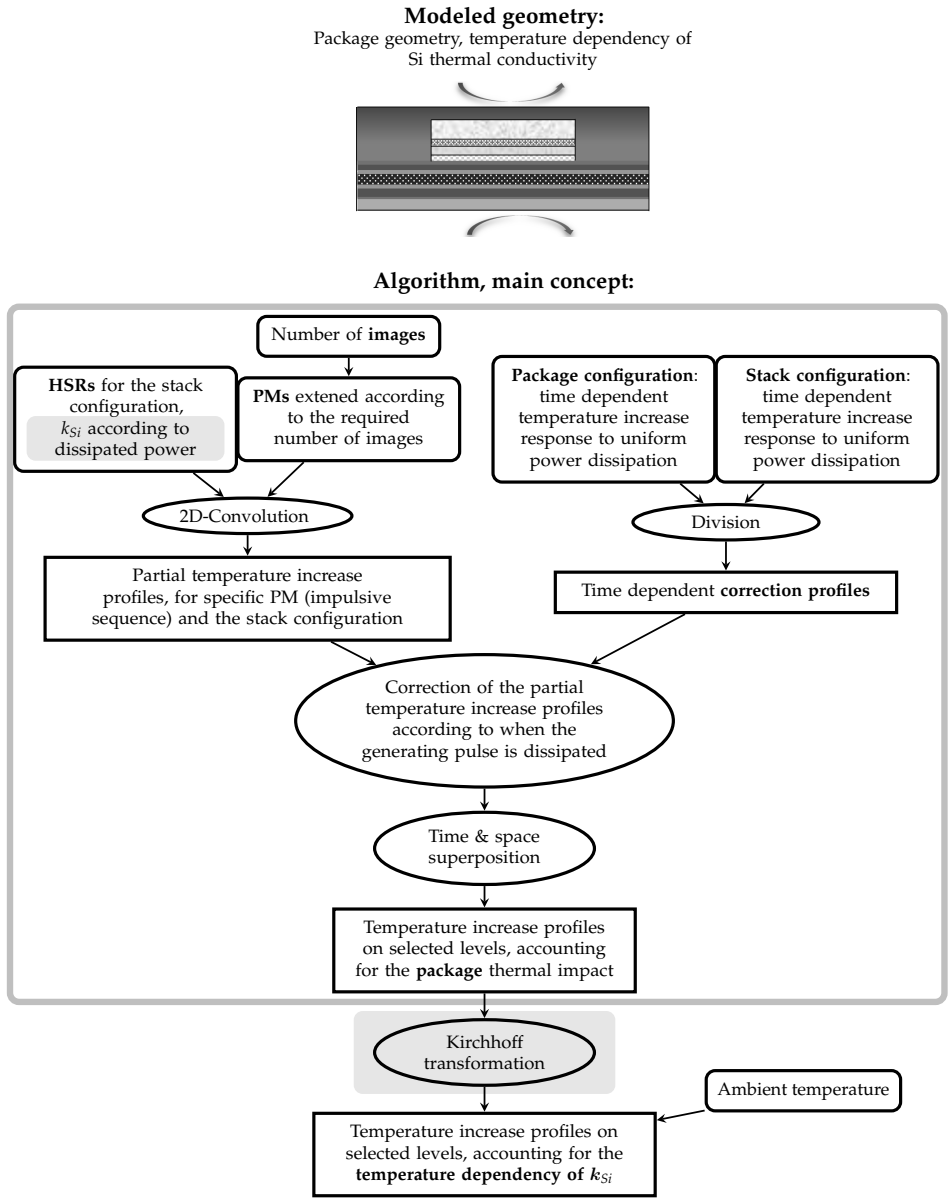 Modeled geometry:
Package geometry, temperature dependency of
Si thermal conductivity
Algorithm, main concept:
Number of images
HSRs for the stack
configuration,
k_Si according to
dissipated power
PMs extened according
to the required
number of images
Package configuration:
time dependent
temperature increase
response to uniform
power dissipation
Stack configuration:
time dependent
temperature increase
response to uniform
power dissipation
2D-Convolution
Division
Partial temperature increase
profiles, for specific PM (impulsive
sequence) and the stack configuration
Time dependent correction profiles
Correction of the partial
temperature increase profiles
according to when the
generating pulse is dissipated
Time & space
superposition
Temperature increase profiles
on selected levels, accounting
for the package thermal impact
Kirchhoff
transformation
Ambient temperature
Temperature increase profiles on
selected levels, accounting for the
temperature dependency of k_Si